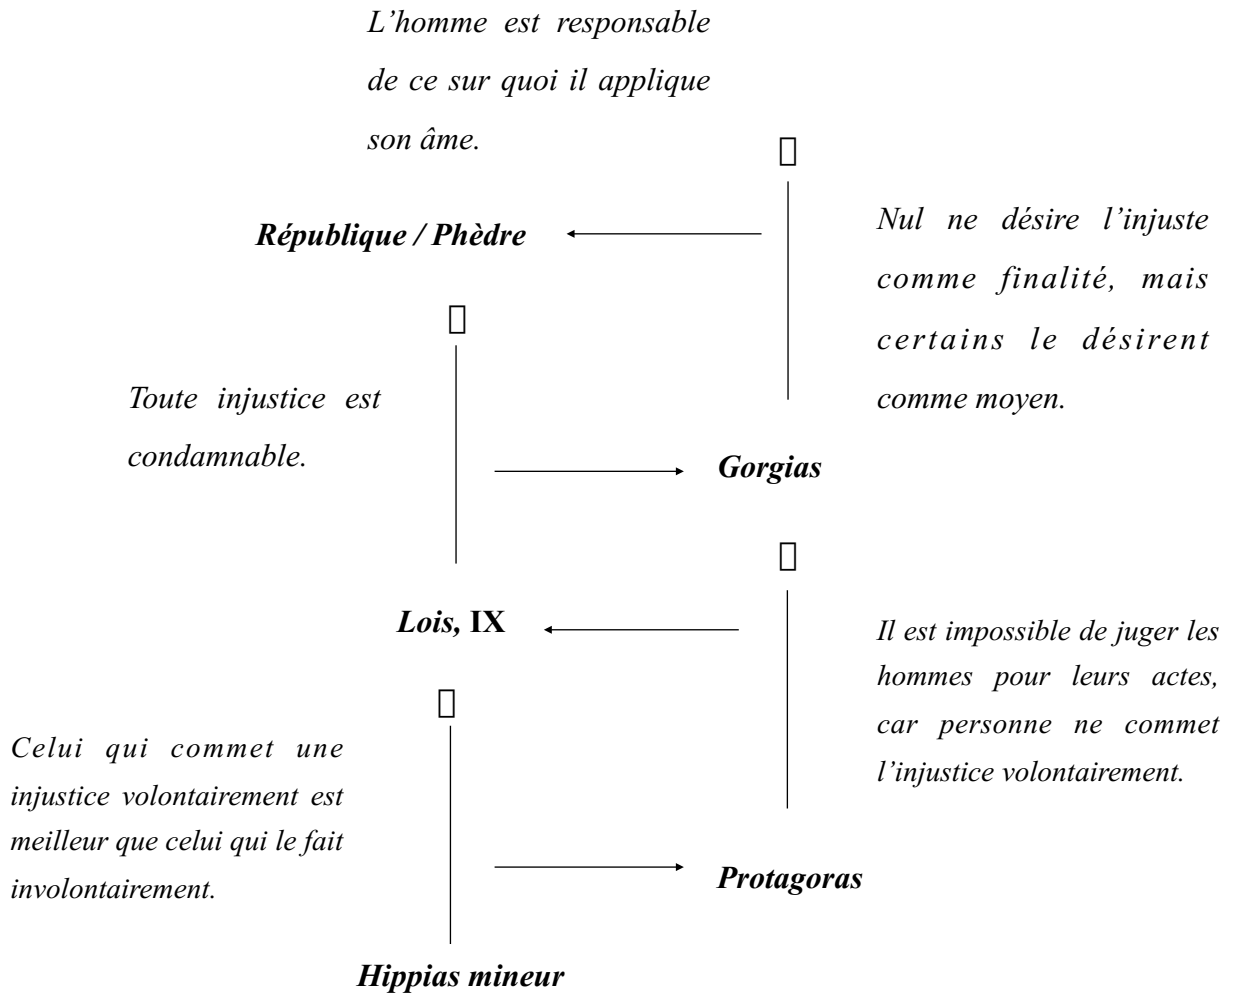 L’homme est responsable
de ce sur quoi il applique
son âme.
République / Phèdre
Nul ne désire l’injuste
comme finalité, mais
certains le désirent
comme moyen.
Toute injustice est
condamnable.
Gorgias
Lois, IX
Il est impossible de juger les
hommes pour leurs actes,
car personne ne commet
l’injustice volontairement.
Celui qui commet une
injustice volontairement est
meilleur que celui qui le fait
involontairement.
Protagoras
Hippias mineur